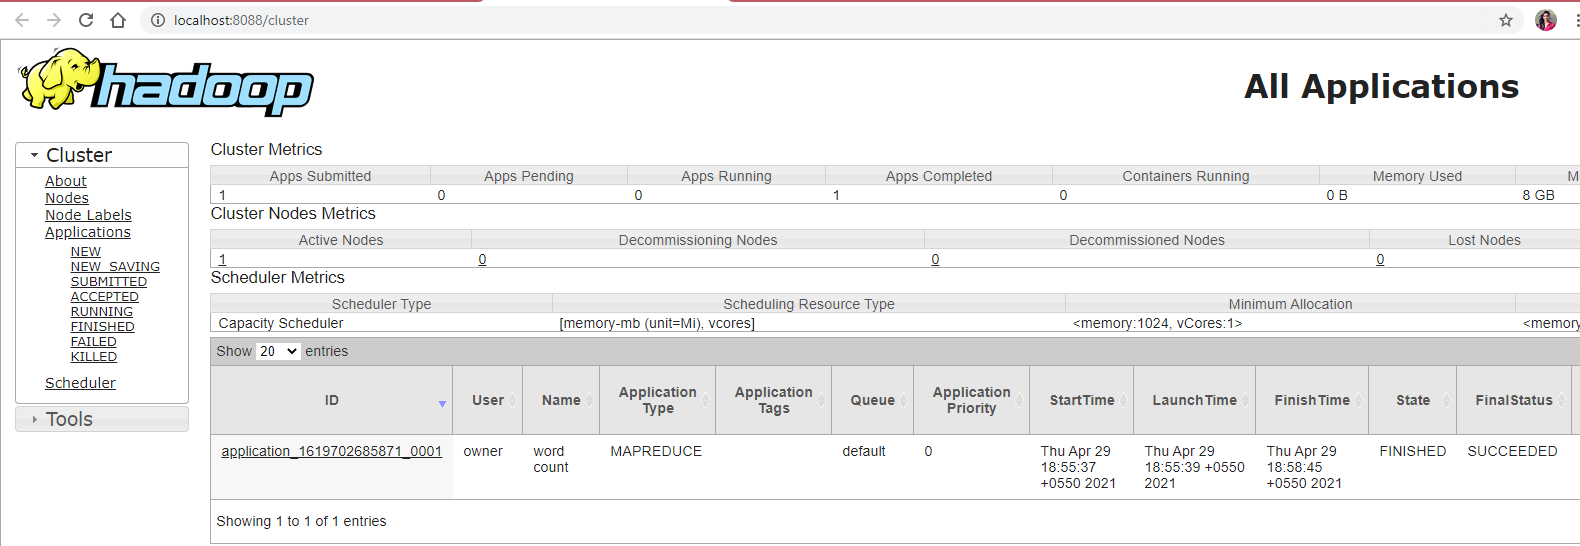 localhost:8088/cluster
hadoop
All Applications
Cluster
About
Nodes
Node Labels
Applications
NEW
NEW_SAVING
SUBMITTED
ACCEPTED
RUNNING
FINISHED
FAILED
KILLED
Scheduler
Tools
Cluster Metrics
Apps Submitted Apps Pending Apps Running Apps Completed Containers Running Memory Used M
1 0 0 1 0 0 B 8 GB
Cluster Nodes Metrics
Active Nodes Decommissioning Nodes Decommissioned Nodes Lost Nodes
1 0 0 0
Scheduler Metrics
Scheduler Type Scheduling Resource Type Minimum Allocation
Capacity Scheduler [memory-mb (unit=Mi), vcores] <memory:1024, vCores:1> <memory
Show 20 entries
ID User Name Application Type Application Tags Queue Application Priority StartTime LaunchTime FinishTime State FinalStatus
application_1619702685871_0001 owner word MAPREDUCE default 0 Thu Apr 29 Thu Apr 29 Thu Apr 29 FINISHED SUCCEEDED
count 18:55:37 18:55:39 +0550 18:58:45
+0550 2021 2021 +0550 2021
Showing 1 to 1 of 1 entries